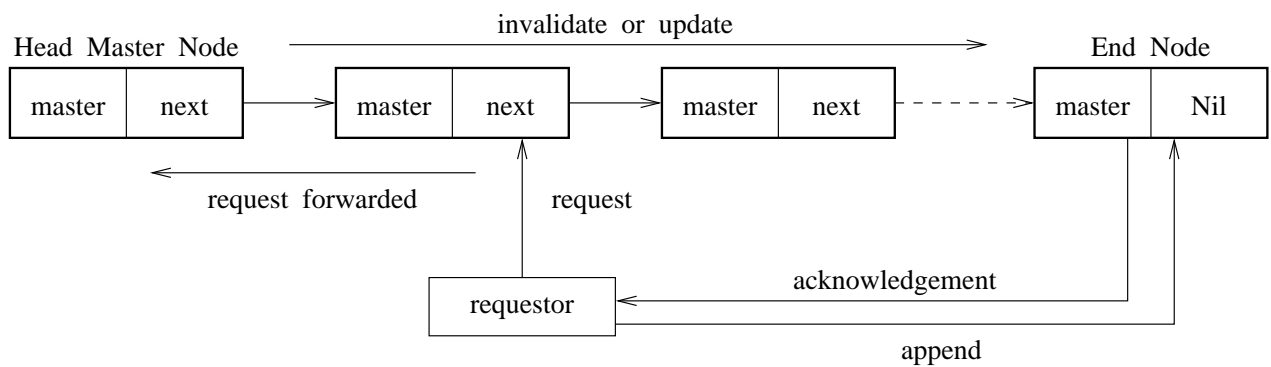 invalidate or update
Head Master Node
End Node
master next
master next
master next
master Nil
request forwarded
request
acknowledgement
requestor
append